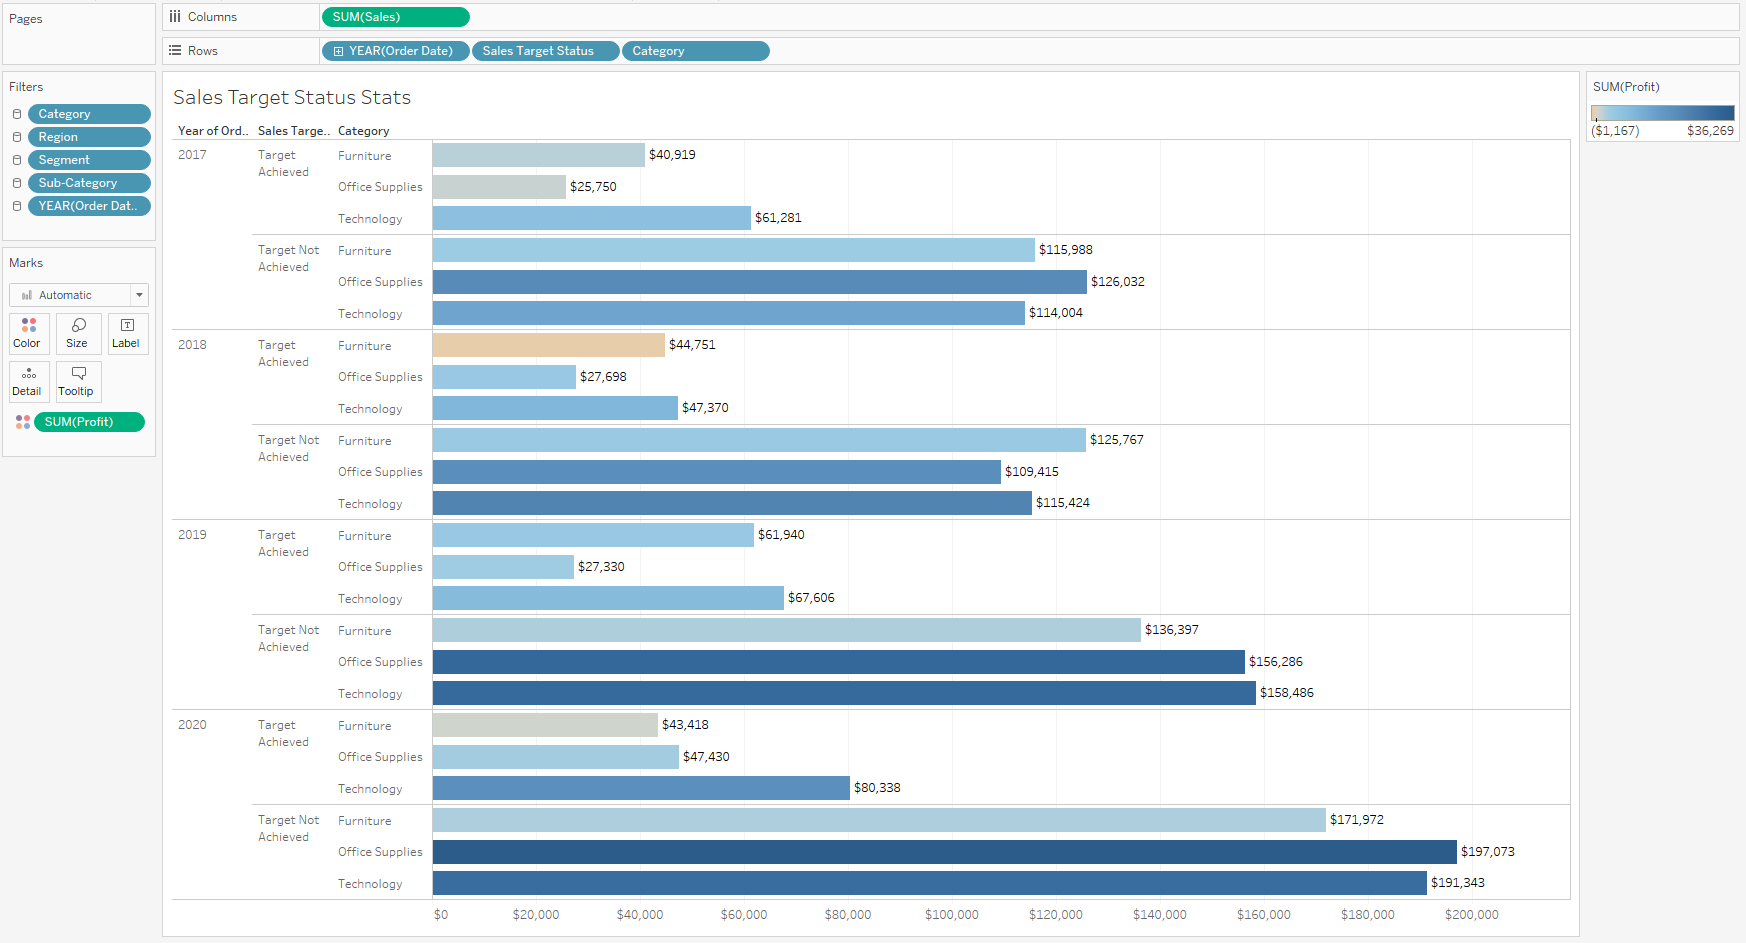 Pages
Columns
SUM(Sales)
Rows
YEAR(Order Date)
Sales Target Status
Category
Filters
Category
Region
Segment
Sub-Category
YEAR(Order Dat..
Marks
Automatic
Color
Size
Label
Detail
Tooltip
SUM(Profit)
Sales Target Status Stats
Year of Ord.. Sales Targe.. Category
2017 Target Achieved Furniture $40,919
Office Supplies $25,750
Technology $61,281
Target Not Achieved Furniture $115,988
Office Supplies $126,032
Technology $114,004
2018 Target Achieved Furniture $44,751
Office Supplies $27,698
Technology $47,370
Target Not Achieved Furniture $125,767
Office Supplies $109,415
Technology $115,424
2019 Target Achieved Furniture $61,940
Office Supplies $27,330
Technology $67,606
Target Not Achieved Furniture $136,397
Office Supplies $156,286
Technology $158,486
2020 Target Achieved Furniture $43,418
Office Supplies $47,430
Technology $80,338
Target Not Achieved Furniture $171,972
Office Supplies $197,073
Technology $191,343
$0 $20,000 $40,000 $60,000 $80,000 $100,000 $120,000 $140,000 $160,000 $180,000 $200,000
SUM(Profit)
($1,167) $36,269